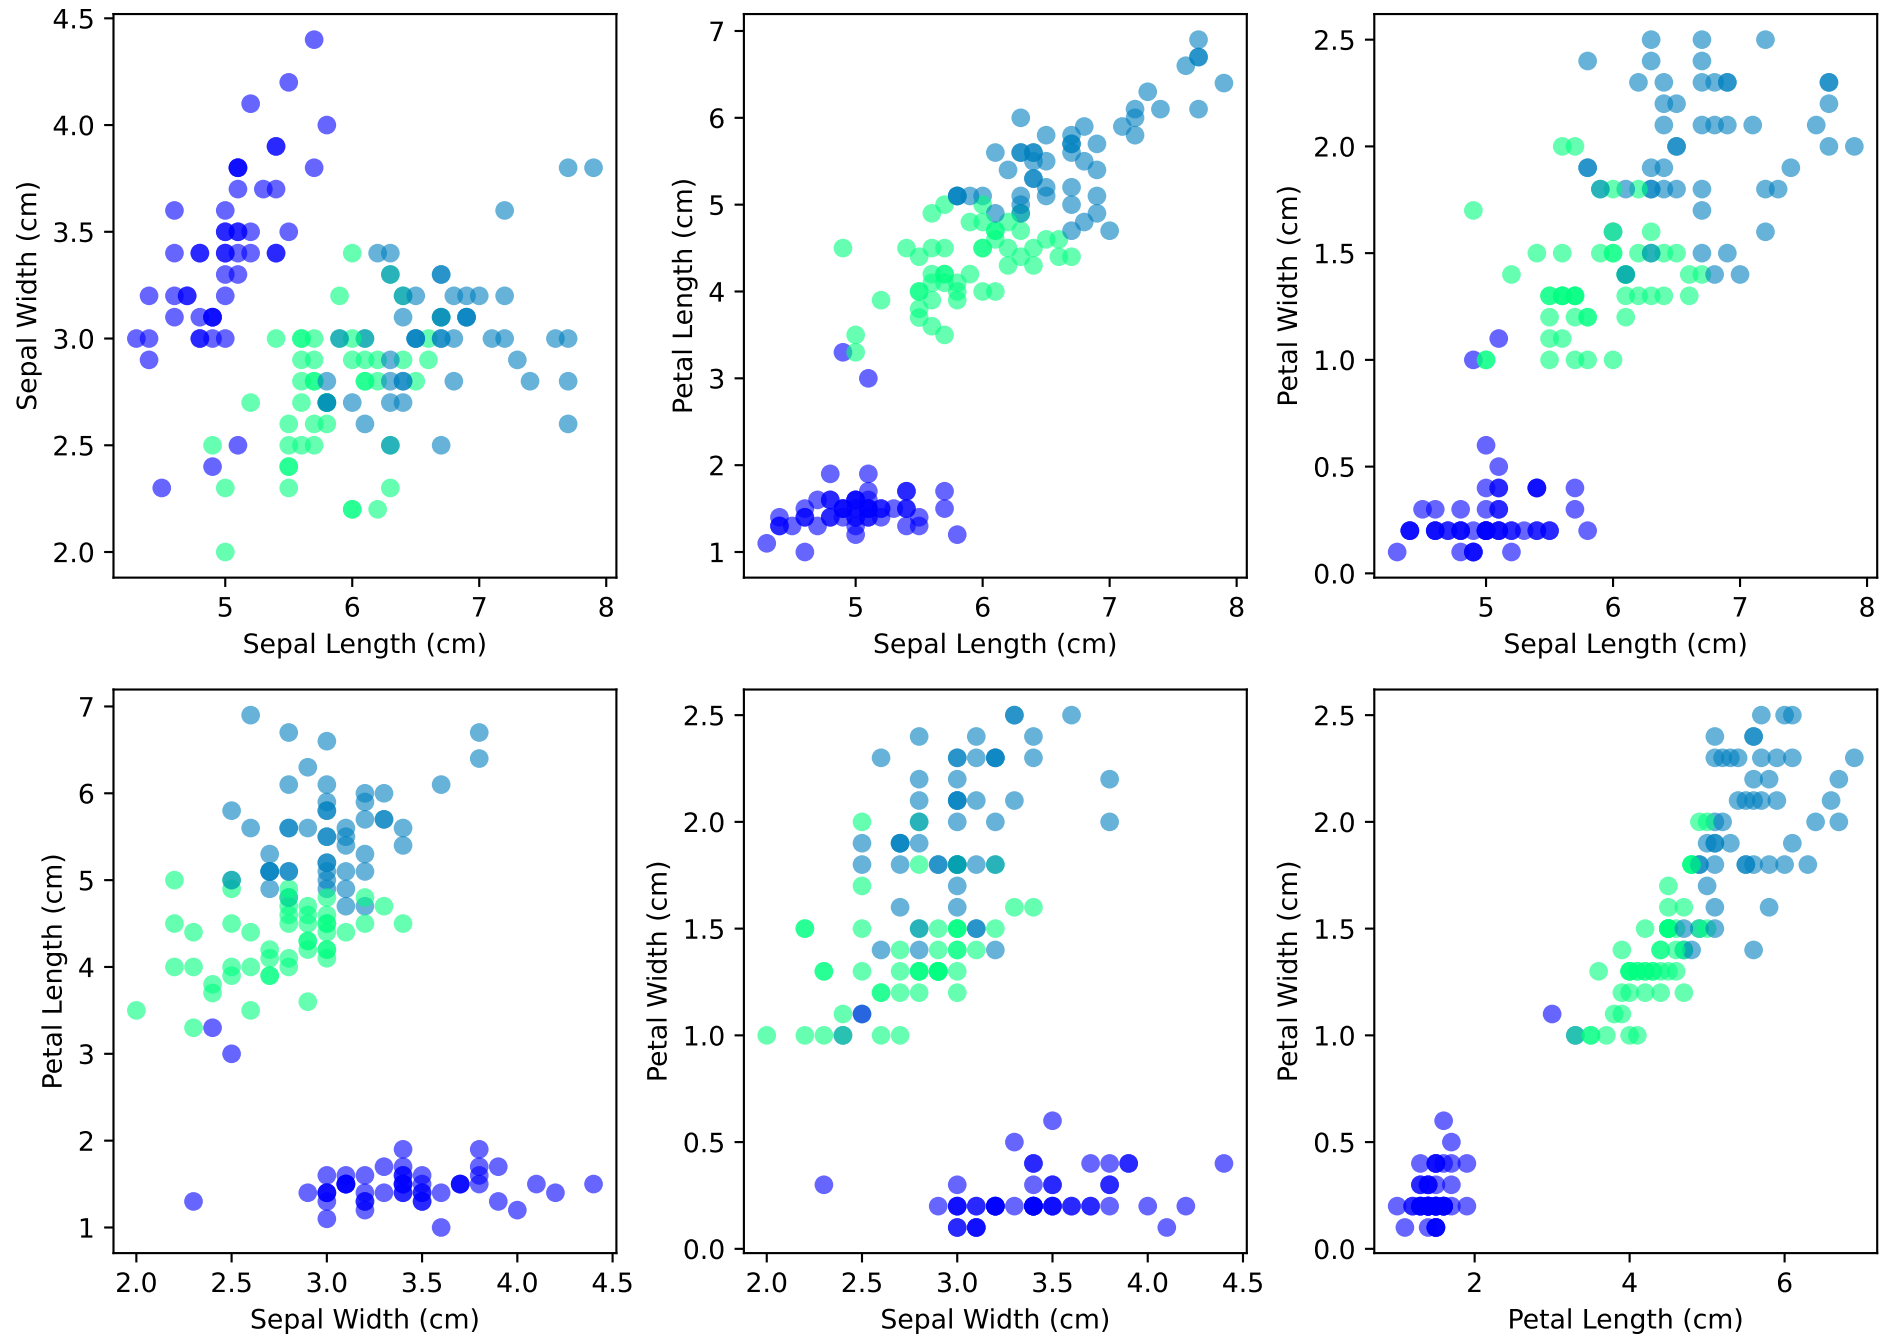 4.5
4.0
3.5
3.0
2.5
2.0
Sepal Width (cm)
5 6 7 8
Sepal Length (cm)
7
6
5
4
3
2
1
Petal Length (cm)
5 6 7 8
Sepal Length (cm)
2.5
2.0
1.5
1.0
0.5
0.0
Petal Width (cm)
5 6 7 8
Sepal Length (cm)
7
6
5
4
3
2
1
Petal Length (cm)
2.0 2.5 3.0 3.5 4.0 4.5
Sepal Width (cm)
2.5
2.0
1.5
1.0
0.5
0.0
Petal Width (cm)
2.0 2.5 3.0 3.5 4.0 4.5
Sepal Width (cm)
2.5
2.0
1.5
1.0
0.5
0.0
Petal Width (cm)
2 4 6
Petal Length (cm)